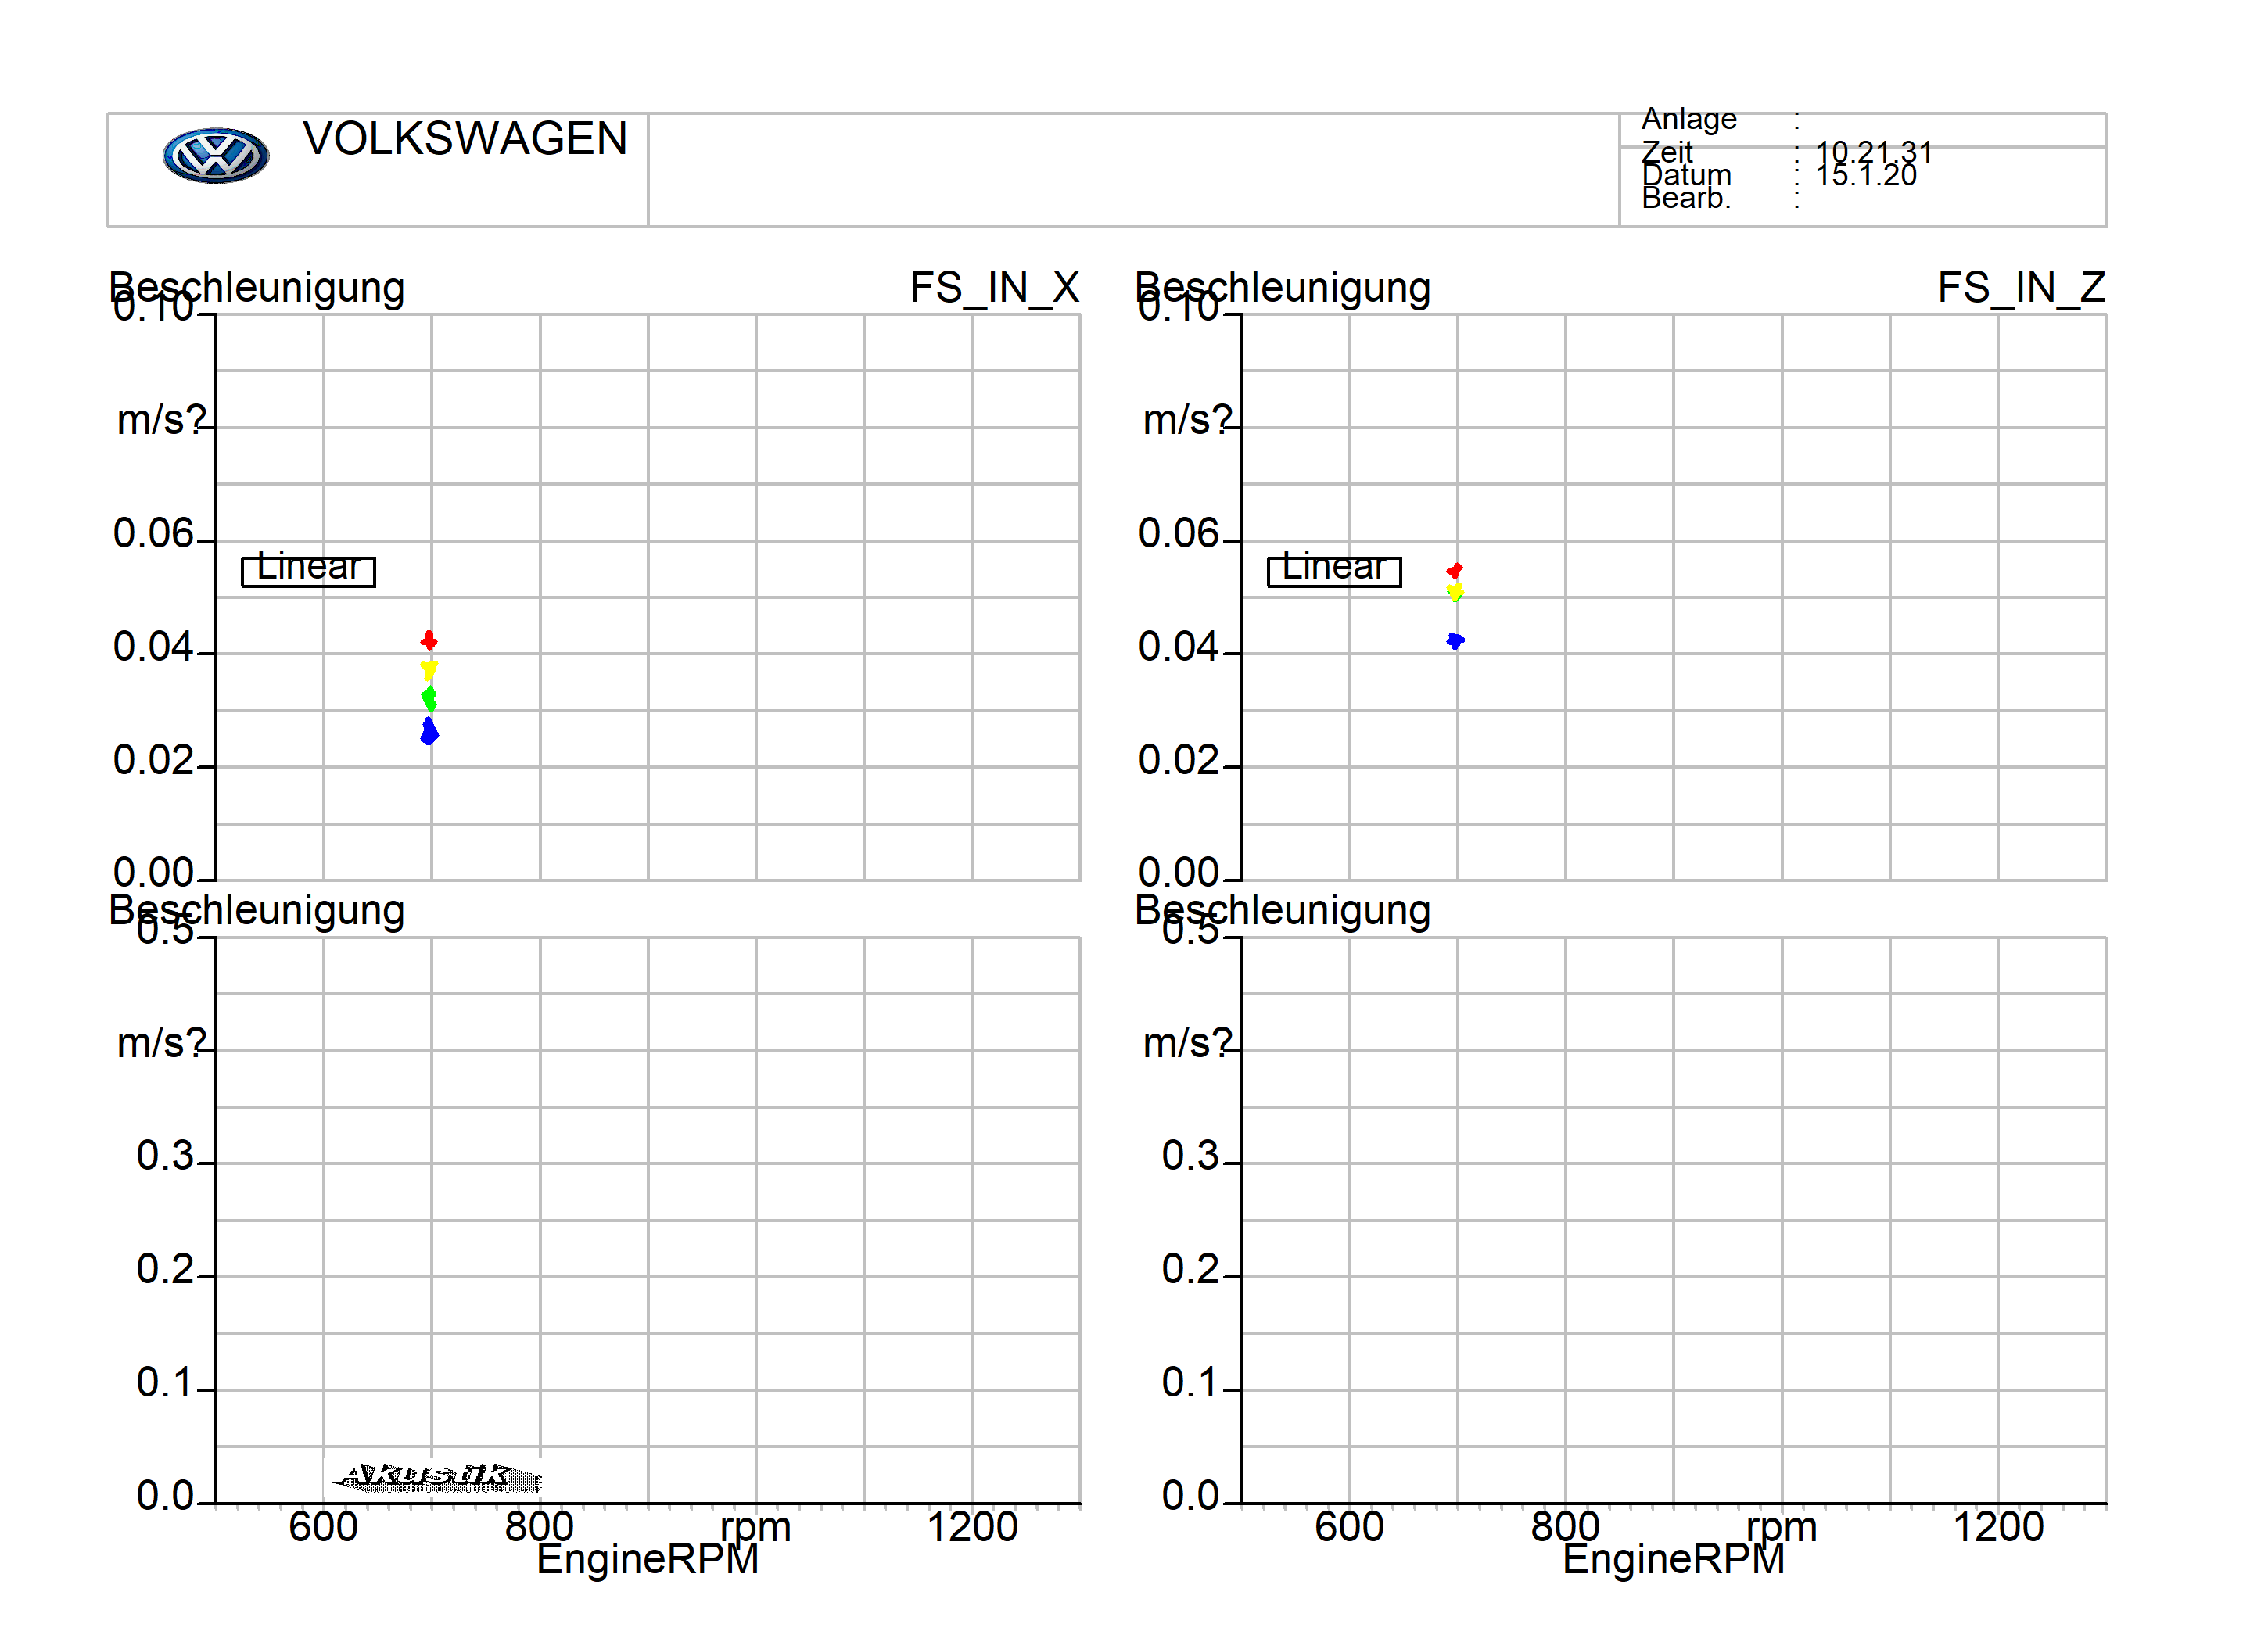 VOLKSWAGEN
Anlage :
Zeit : 10.21.31
Datum : 15.1.20
Bearb. :
Beschleunigung FS_IN_X
0.10
m/s?
0.06
Linear
0.04
0.02
0.00
Beschleunigung FS_IN_Z
0.10
m/s?
0.06
Linear
0.04
0.02
0.00
Beschleunigung
0.5
m/s?
0.3
0.2
0.1
0.0
Akustik
600 800 rpm 1200
EngineRPM
Beschleunigung
0.5
m/s?
0.3
0.2
0.1
0.0
600 800 rpm 1200
EngineRPM